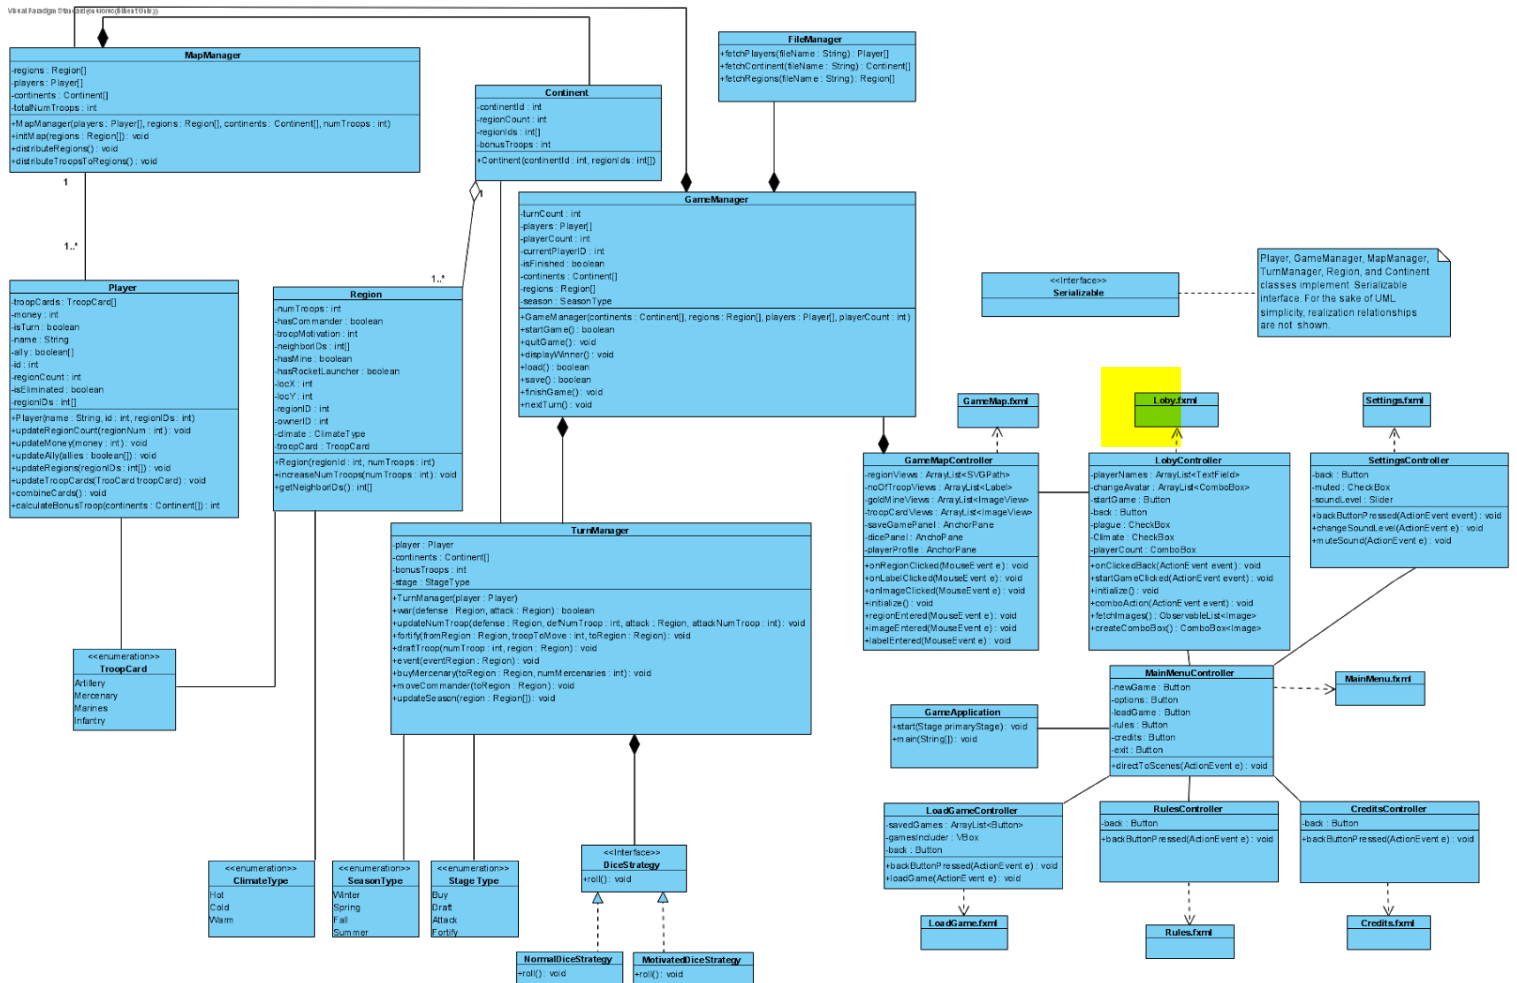 MapManager
-regions : Region[]
-players : Player[]
-continents : Continent[]
-totalNumTroops : int
+MapManager(players : Player[], regions : Region[], continents : Continent[], numTroops : int)
+initMap(regions : Region[]) : void
+distributeRegions() : void
+distributeTroopsToRegions() : void
1
1..*
Continent
-continentId : int
-regionCount : int
-regionIds : int[]
-bonusTroops : int
+Continent(continentId : int, regionIds : int[])
1
1..*
FileManager
+fetchPlayers(fileName : String) : Player[]
+fetchContinent(fileName : String) : Continent[]
+fetchRegions(fileName : String) : Region[]
GameManager
-turnCount : int
-players : Player[]
-playerCount : int
-currentPlayerID : int
-isFinished : boolean
-continents : Continent[]
-regions : Region[]
-season : SeasonType
+GameManager(continents : Continent[], regions : Region[], players : Player[], playerCount : int)
+startGame() : boolean
+quitGame() : void
+displayWinner() : void
+load() : boolean
+save() : boolean
+finishGame() : void
+nextTurn() : void
<<Interface>>
Serializable
Player, GameManager, MapManager,
TurnManager, Region, and Continent
classes implement Serializable
interface. For the sake of UML
simplicity, realization relationships
are not shown.
Player
-troopCards : TroopCard[]
-money : int
-isTurn : boolean
-name : String
-ally : boolean[]
-id : int
-regionCount : int
-isEliminated : boolean
-regionIDs : int[]
+Player(name : String, id : int, regionIDs : int)
+updateRegionCount(regionNum : int) : void
+updateMoney(money : int) : void
+updateAlly(allies : boolean[]) : void
+updateRegions(regionIDs : int[]) : void
+updateTroopCards(TrooCard troopCard) : void
+combineCards() : void
+calculateBonusTroop(continents : Continent[]) : int
Region
-numTroops : int
-hasCommander : boolean
-troopMotivation : int
-neighborIDs : int[]
-hasMine : boolean
-hasRocketLauncher : boolean
-locX : int
-locY : int
-regionID : int
-ownerID : int
-climate : ClimateType
-troopCard : TroopCard
+Region(regionId : int, numTroops : int)
+increaseNumTroops(numTroops : int) : void
+getNeighborIDs() : int[]
GameMap.fxml
Loby.fxml
Settings.fxml
GameMapController
-regionViews : ArrayList<SVGPath>
-noOfTroopViews : ArrayList<Label>
-goldMineViews : ArrayList<ImageView>
-troopCardViews : ArrayList<ImageView>
-saveGamePanel : AnchorPane
-dicePanel : AnchoPane
-playerProfile : AnchorPane
+onRegionClicked(MouseEvent e) : void
+onLabelClicked(MouseEvent e) : void
+onImageClicked(MouseEvent e) : void
+initialize() : void
+regionEntered(MouseEvent e) : void
+imageEntered(MouseEvent e) : void
+labelEntered(MouseEvent e) : void
LobyController
-playerNames : ArrayList<TextField>
-changeAvatar : ArrayList<ComboBox>
-startGame : Button
-back : Button
-plague : CheckBox
-Climate : CheckBox
-playerCount : ComboBox
+onClickedBack(ActionEvent event) : void
+startGameClicked(ActionEvent event) : void
+initialize() : void
+comboAction(ActionEvent event) : void
+fetchImages() : ObservableList<Image>
+createComboBox() : ComboBox<Image>
SettingsController
-back : Button
-muted : CheckBox
-soundLevel : Slider
+backButtonPressed(ActionEvent event) : void
+changeSoundLevel(ActionEvent e) : void
+muteSound(ActionEvent e) : void
TurnManager
-player : Player
-continents : Continent[]
-bonusTroops : int
-stage : StageType
+TurnManager(player : Player)
+war(defense : Region, attack : Region) : boolean
+updateNumTroop(defense : Region, defNumTroop : int, attack : Region, attackNumTroop : int) : void
+fortify(fromRegion : Region, troopToMove : int, toRegion : Region) : void
+draftTroop(numTroop : int, region : Region) : void
+event(eventRegion : Region) : void
+buyMercenary(toRegion : Region, numMercenaries : int) : void
+moveCommander(toRegion : Region) : void
+updateSeason(region : Region[]) : void
<<enumeration>>
TroopCard
Artillery
Mercenary
Marines
Infantry
MainMenuController
-newGame : Button
-options : Button
-loadGame : Button
-rules : Button
-credits : Button
-exit : Button
+directToScenes(ActionEvent e) : void
MainMenu.fxml
GameApplication
+start(Stage primaryStage) : void
+main(String[]) : void
LoadGameController
-savedGames : ArrayList<Button>
-gamesIncluder : VBox
-back : Button
+backButtonPressed(ActionEvent e) : void
+loadGame(ActionEvent e) : void
RulesController
-back : Button
+backButtonPressed(ActionEvent e) : void
CreditsController
-back : Button
+backButtonPressed(ActionEvent e) : void
<<enumeration>>
ClimateType
Hot
Cold
Warm
<<enumeration>>
SeasonType
Winter
Spring
Fall
Summer
<<enumeration>>
Stage Type
Buy
Draft
Attack
Fortify
<<Interface>>
DiceStrategy
+roll() : void
LoadGame.fxml
Rules.fxml
Credits.fxml
NormalDiceStrategy
+roll() : void
MotivatedDiceStrategy
+roll() : void